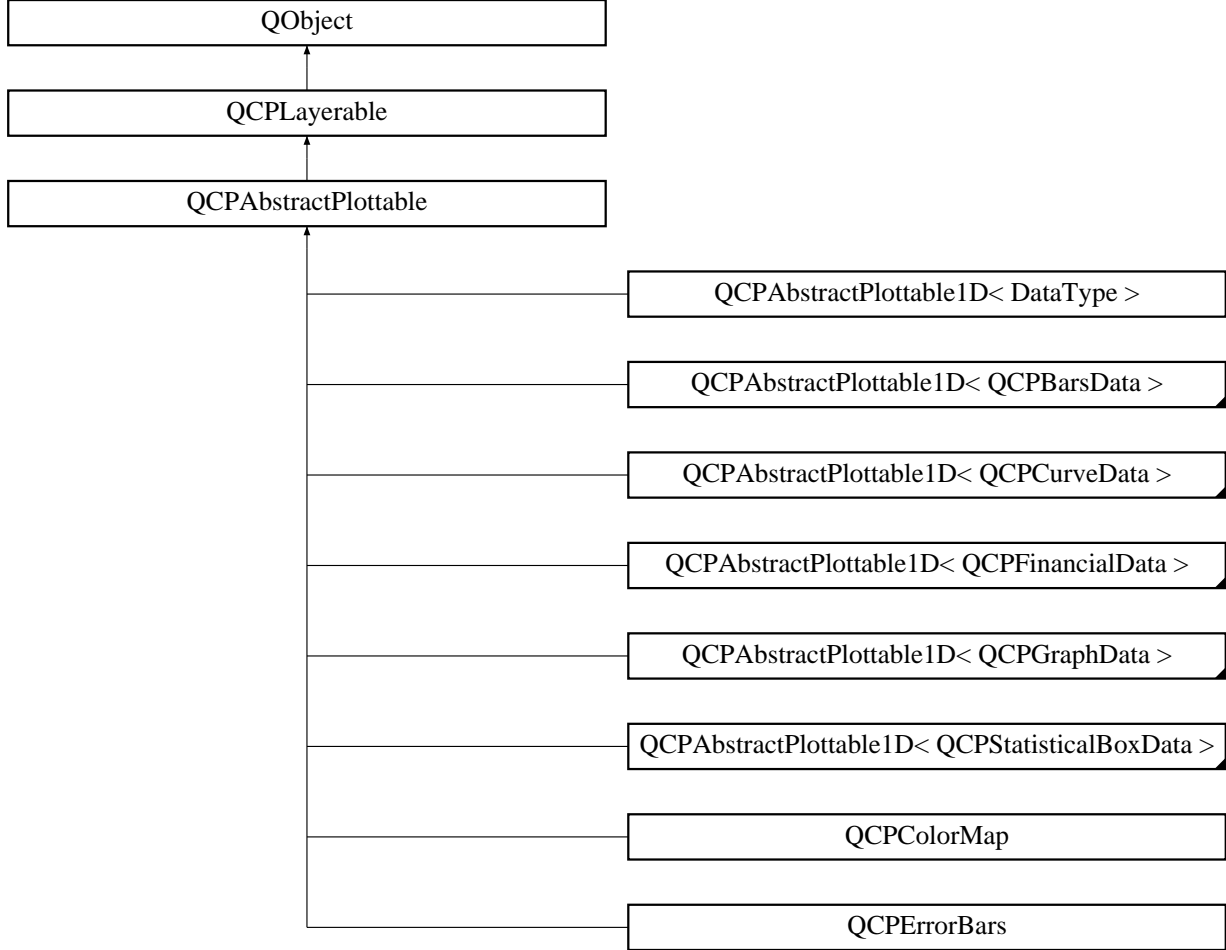 QObject
QCPLayerable
QCPAbstractPlottable
QCPAbstractPlottable1D< DataType >
QCPAbstractPlottable1D< QCPBarsData >
QCPAbstractPlottable1D< QCPCurveData >
QCPAbstractPlottable1D< QCPFinancialData >
QCPAbstractPlottable1D< QCPGraphData >
QCPAbstractPlottable1D< QCPStatisticalBoxData >
QCPColorMap
QCPErrorBars